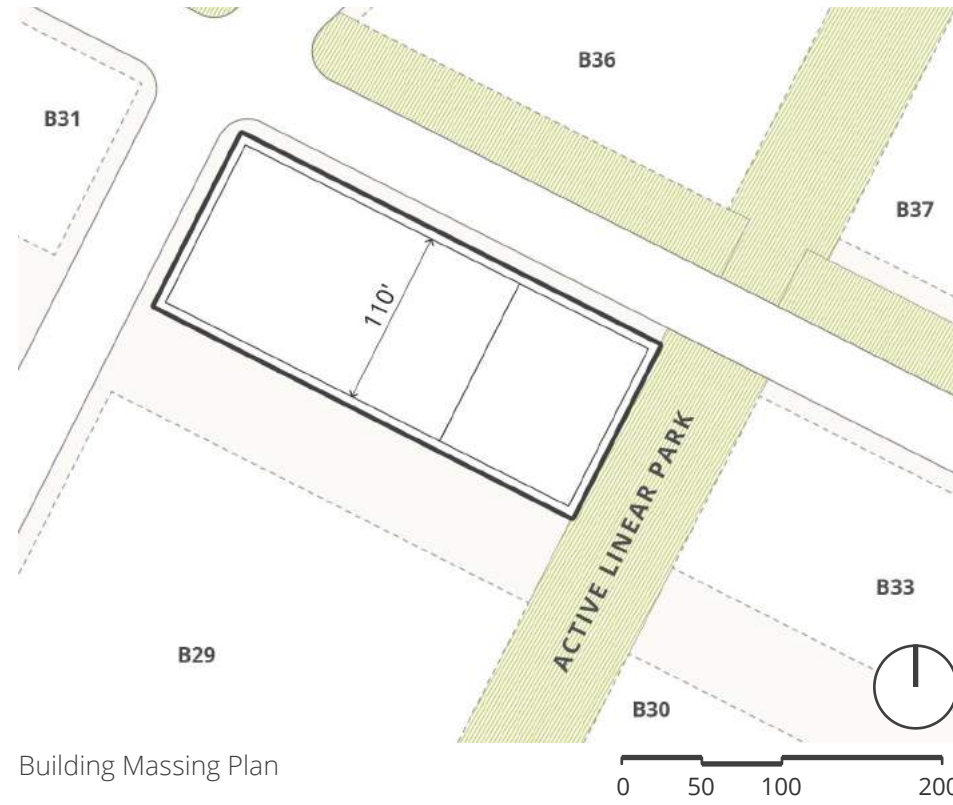 B36
B31
B37
110'
ACTIVE LINEAR PARK
B33
B29
B30
Building Massing Plan
0 50 100 200